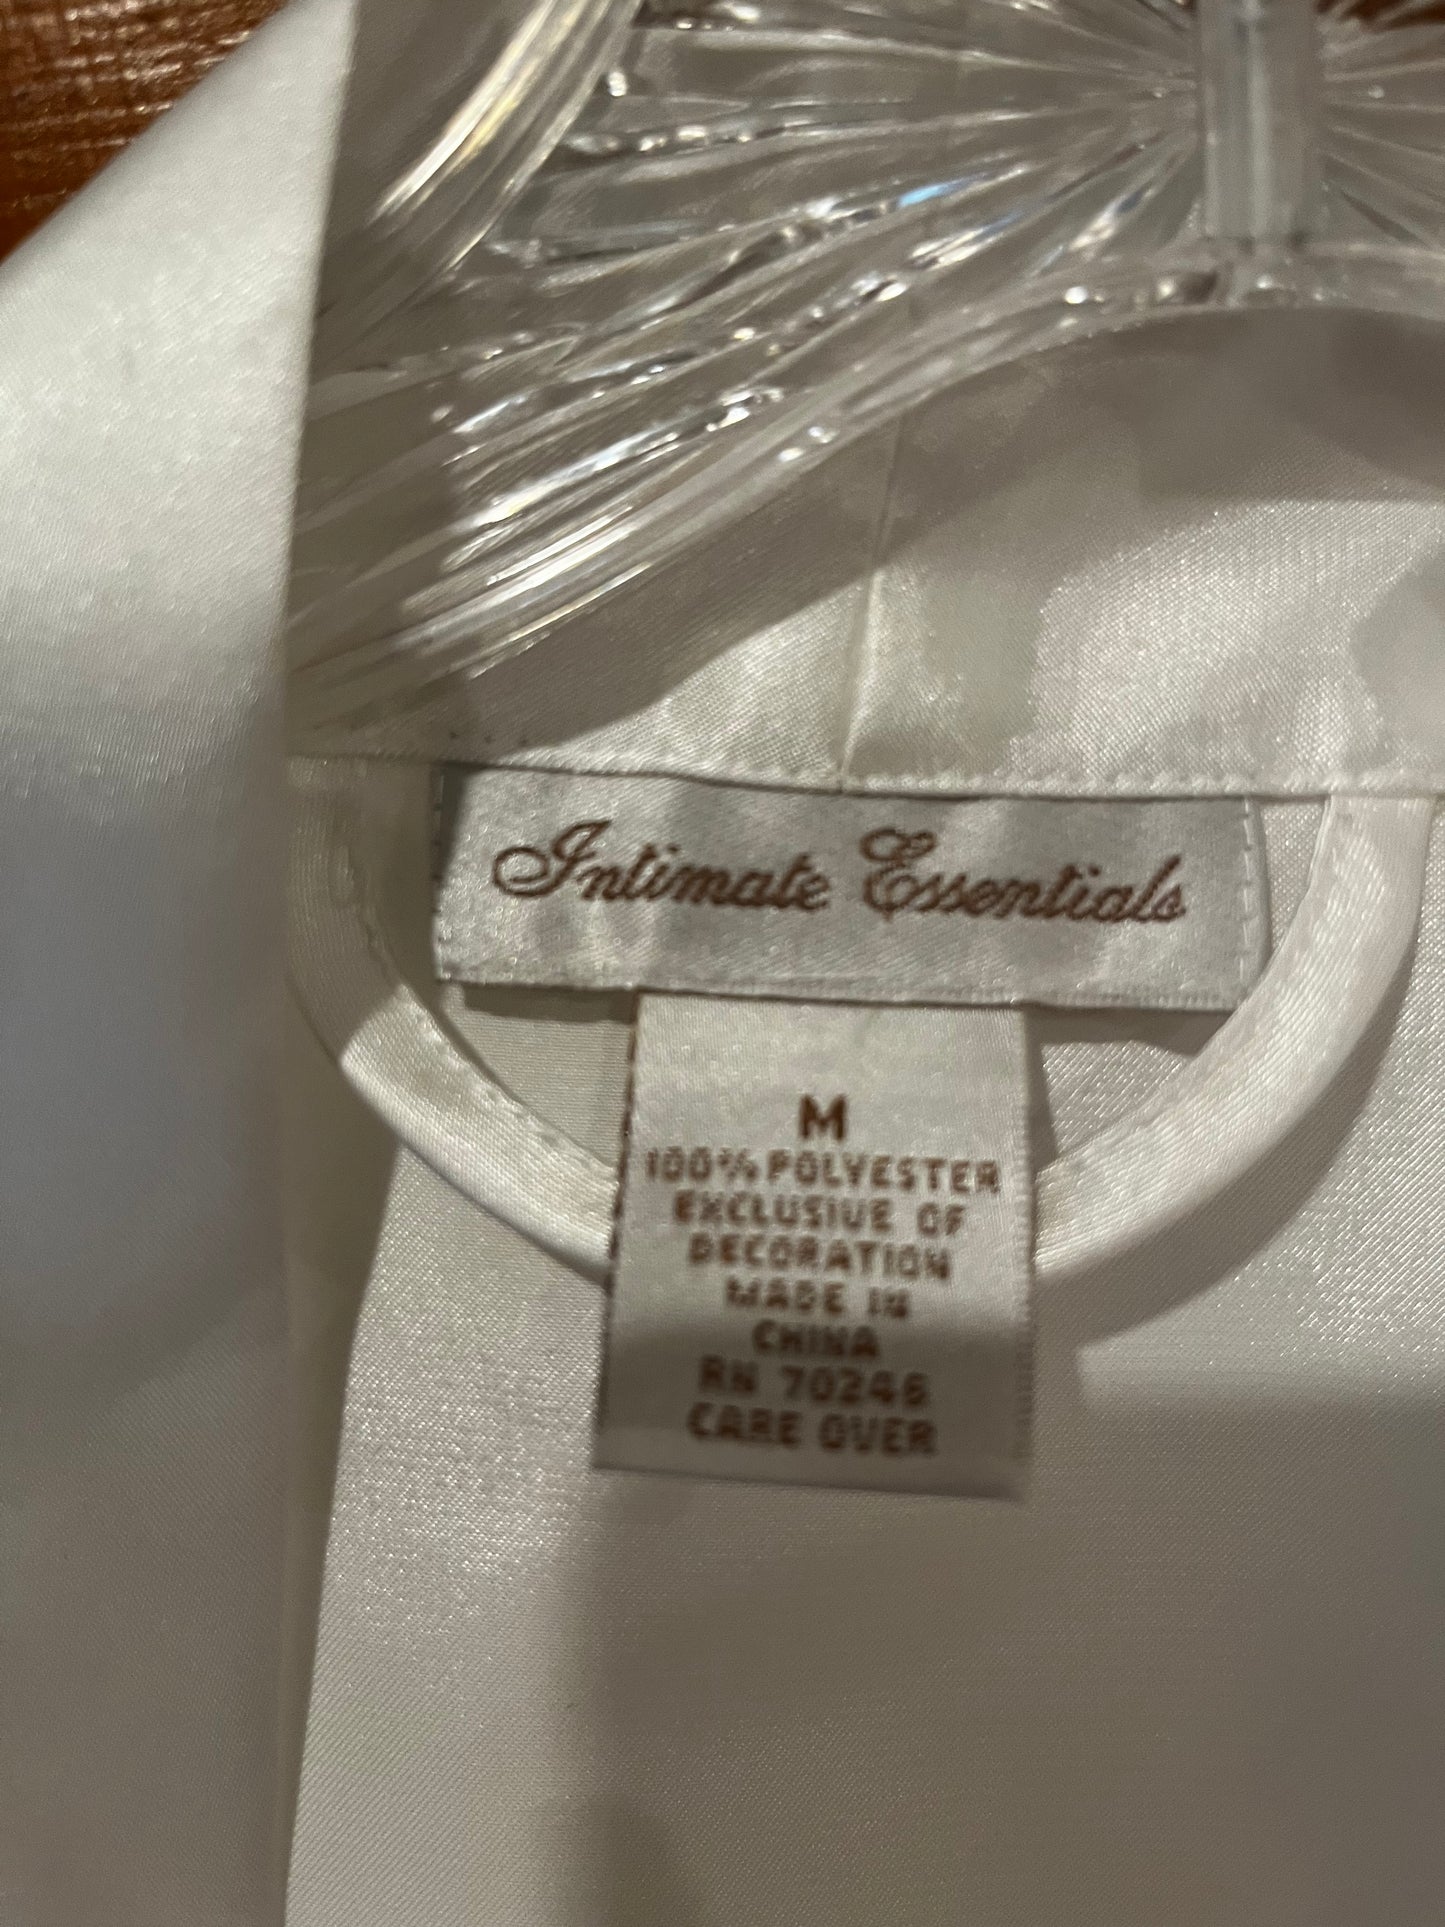 Intimate Essentials
M
100% POLYESTER
EXCLUSIVE OF
DECORATION
MADE IN
CHINA
RN 70246
CARE OVER